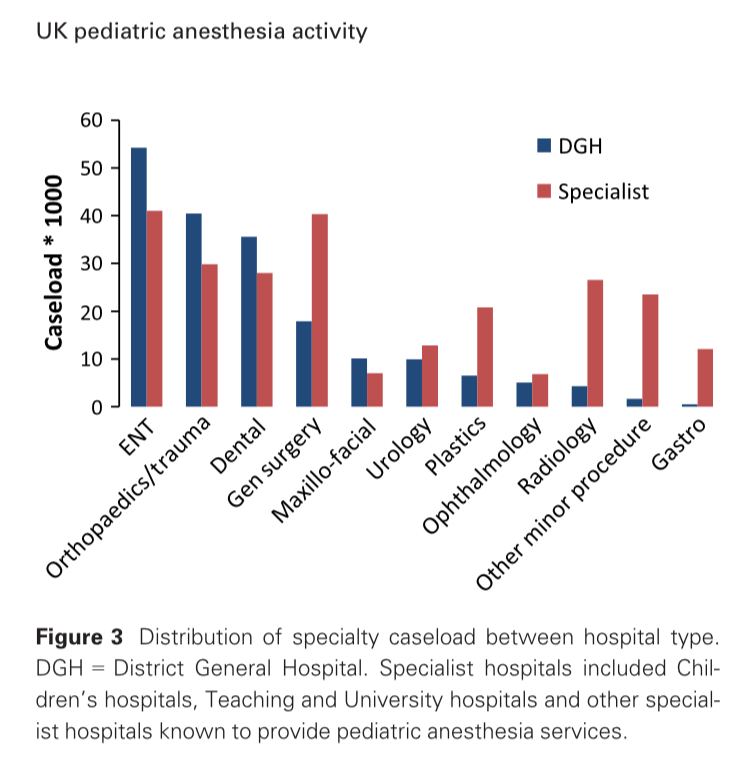 UK pediatric anesthesia activity
60
50
40
30
20
10
0
Caseload * 1000
DGH
Specialist
ENT
Orthopaedics/trauma
Dental
Gen surgery
Maxillo-facial
Urology
Plastics
Ophthalmology
Radiology
Other minor procedure
Gastro
Figure 3 Distribution of specialty caseload between hospital type.
DGH = District General Hospital. Specialist hospitals included Chil-
dren's hospitals, Teaching and University hospitals and other special-
ist hospitals known to provide pediatric anesthesia services.